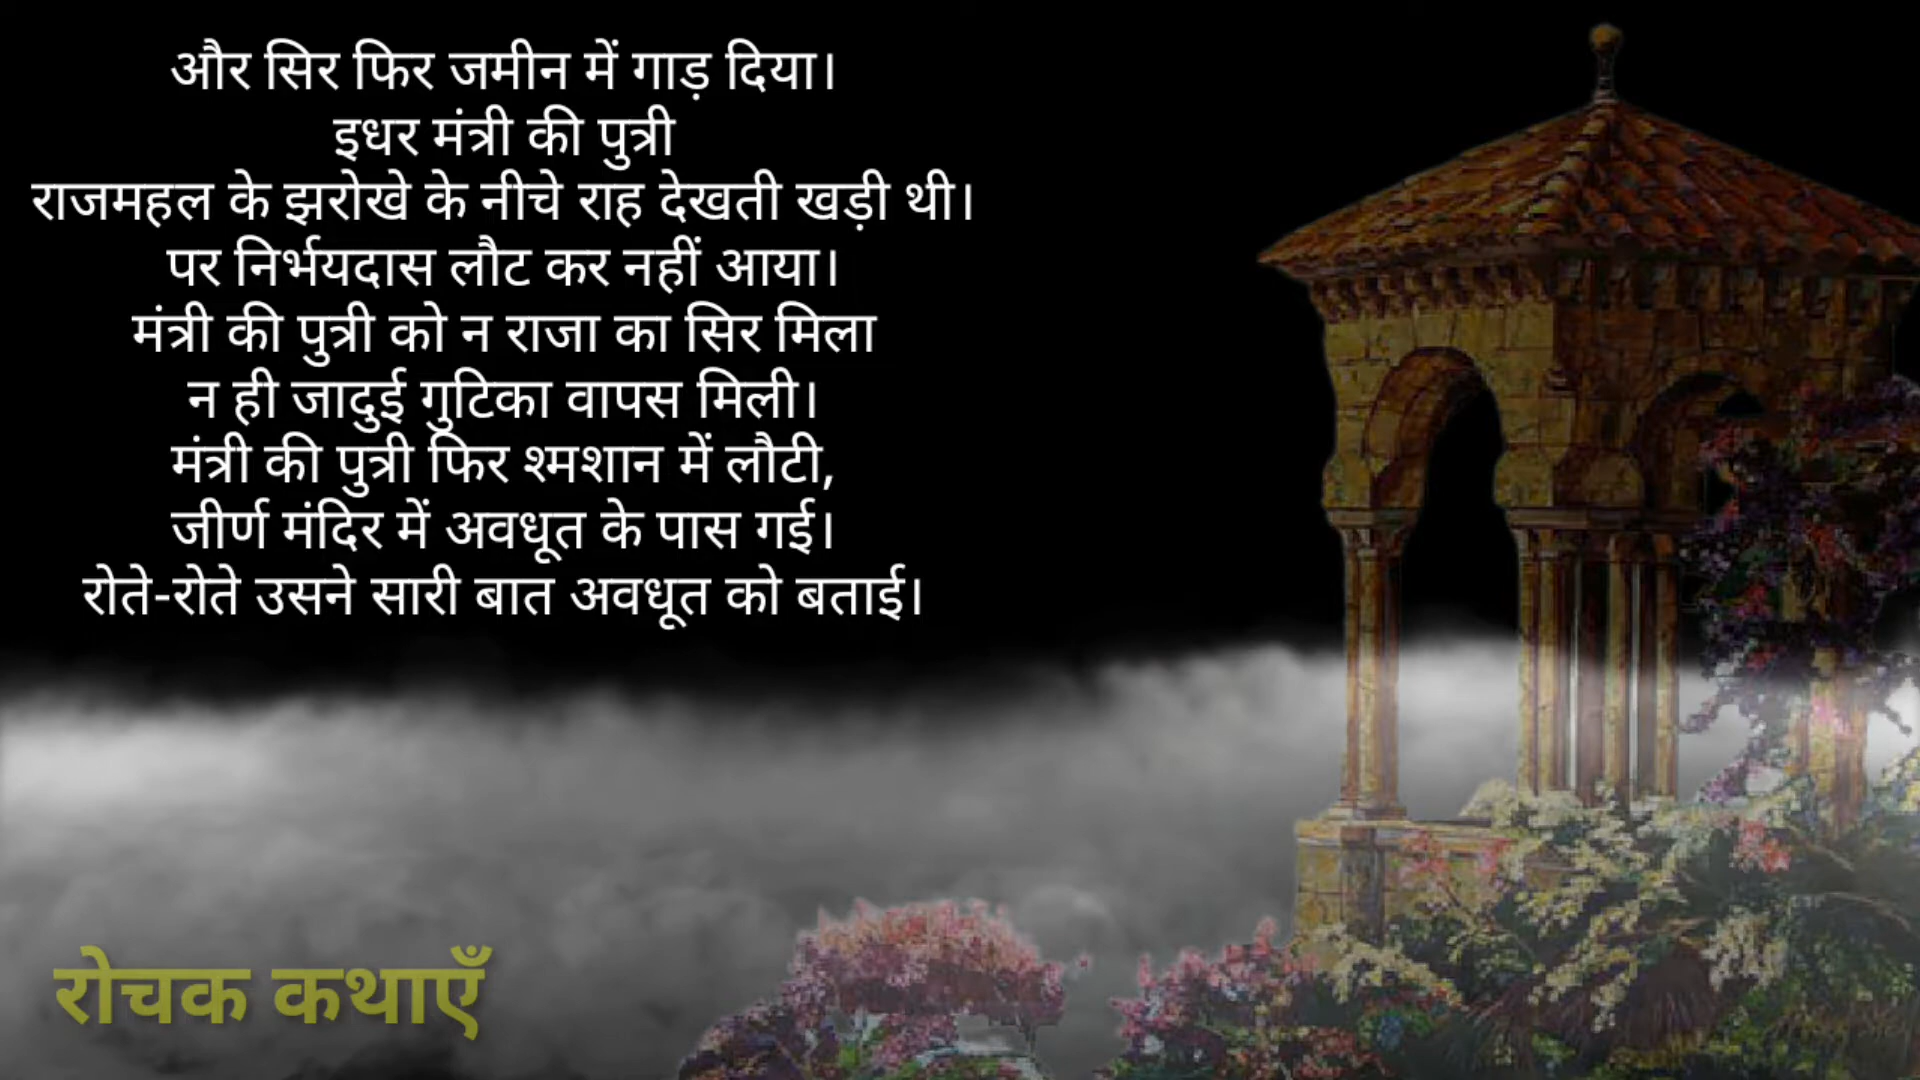 और सिर फिर जमीन में गाड़ दिया।
इधर मंत्री की पुत्री
राजमहल के झरोखे के नीचे राह देखती खड़ी थी।
पर निर्भयदास लौट कर नहीं आया।
मंत्री की पुत्री को न राजा का सिर मिला
न ही जादुई गुटिका वापस मिली।
मंत्री की पुत्री फिर श्मशान में लौटी,
जीर्ण मंदिर में अवधूत के पास गई।
रोते-रोते उसने सारी बात अवधूत को बताई।
रोचक कथाएँ